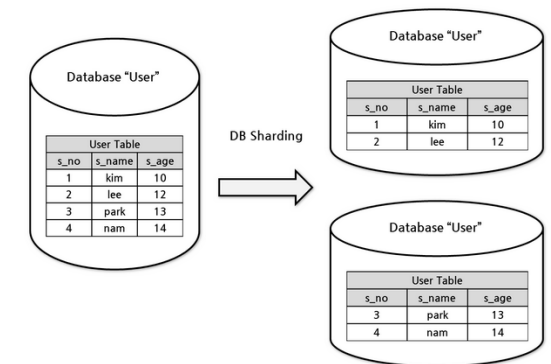 Database “User”
User Table
s_no s_name s_age
1 kim 10
2 lee 12
3 park 13
4 nam 14
DB Sharding
Database “User”
User Table
s_no s_name s_age
1 kim 10
2 lee 12
Database “User”
User Table
s_no s_name s_age
3 park 13
4 nam 14